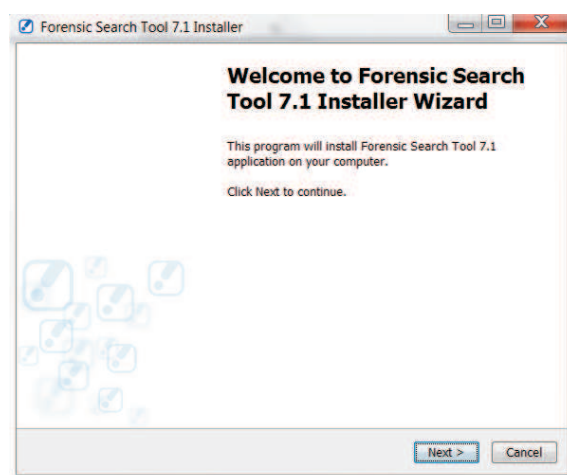 Forensic Search Tool 7.1 Installer
Welcome to Forensic Search
Tool 7.1 Installer Wizard
This program will install Forensic Search Tool 7.1
application on your computer.
Click Next to continue.
Next >
Cancel